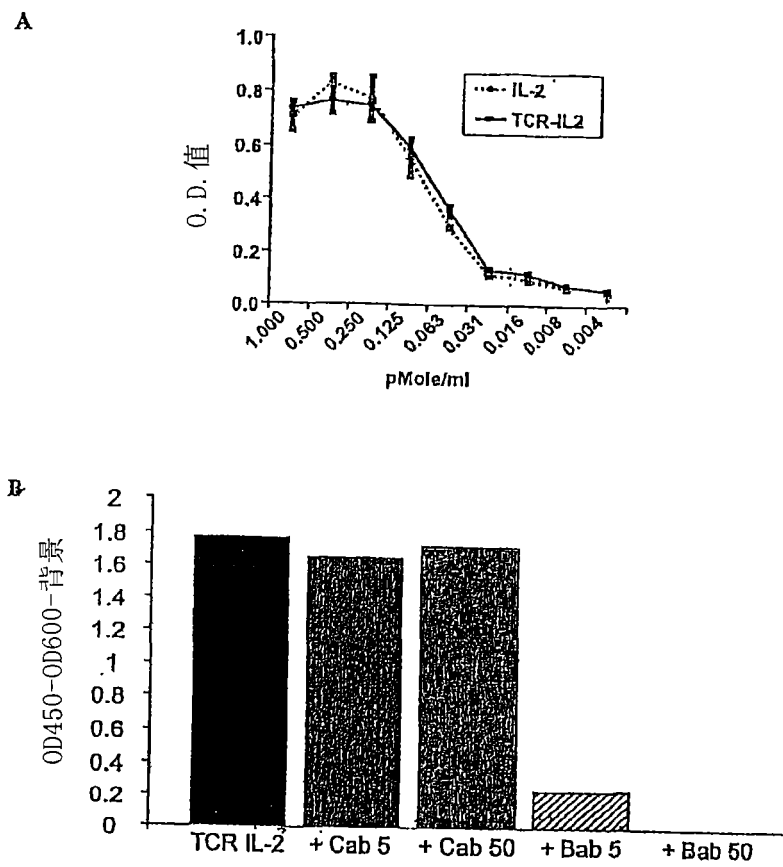 A
1.0
0.8
0.6
0.4
0.2
0.0
O.D.值
IL-2
TCR-IL2
1.000
0.500
0.250
0.125
0.063
0.031
0.016
0.008
0.004
pMole/ml
B
2
1.8
1.6
1.4
1.2
1
0.8
0.6
0.4
0.2
0
OD450-OD600-背景
TCR IL-2
+ Cab 5
+ Cab 50
+ Bab 5
+ Bab 50